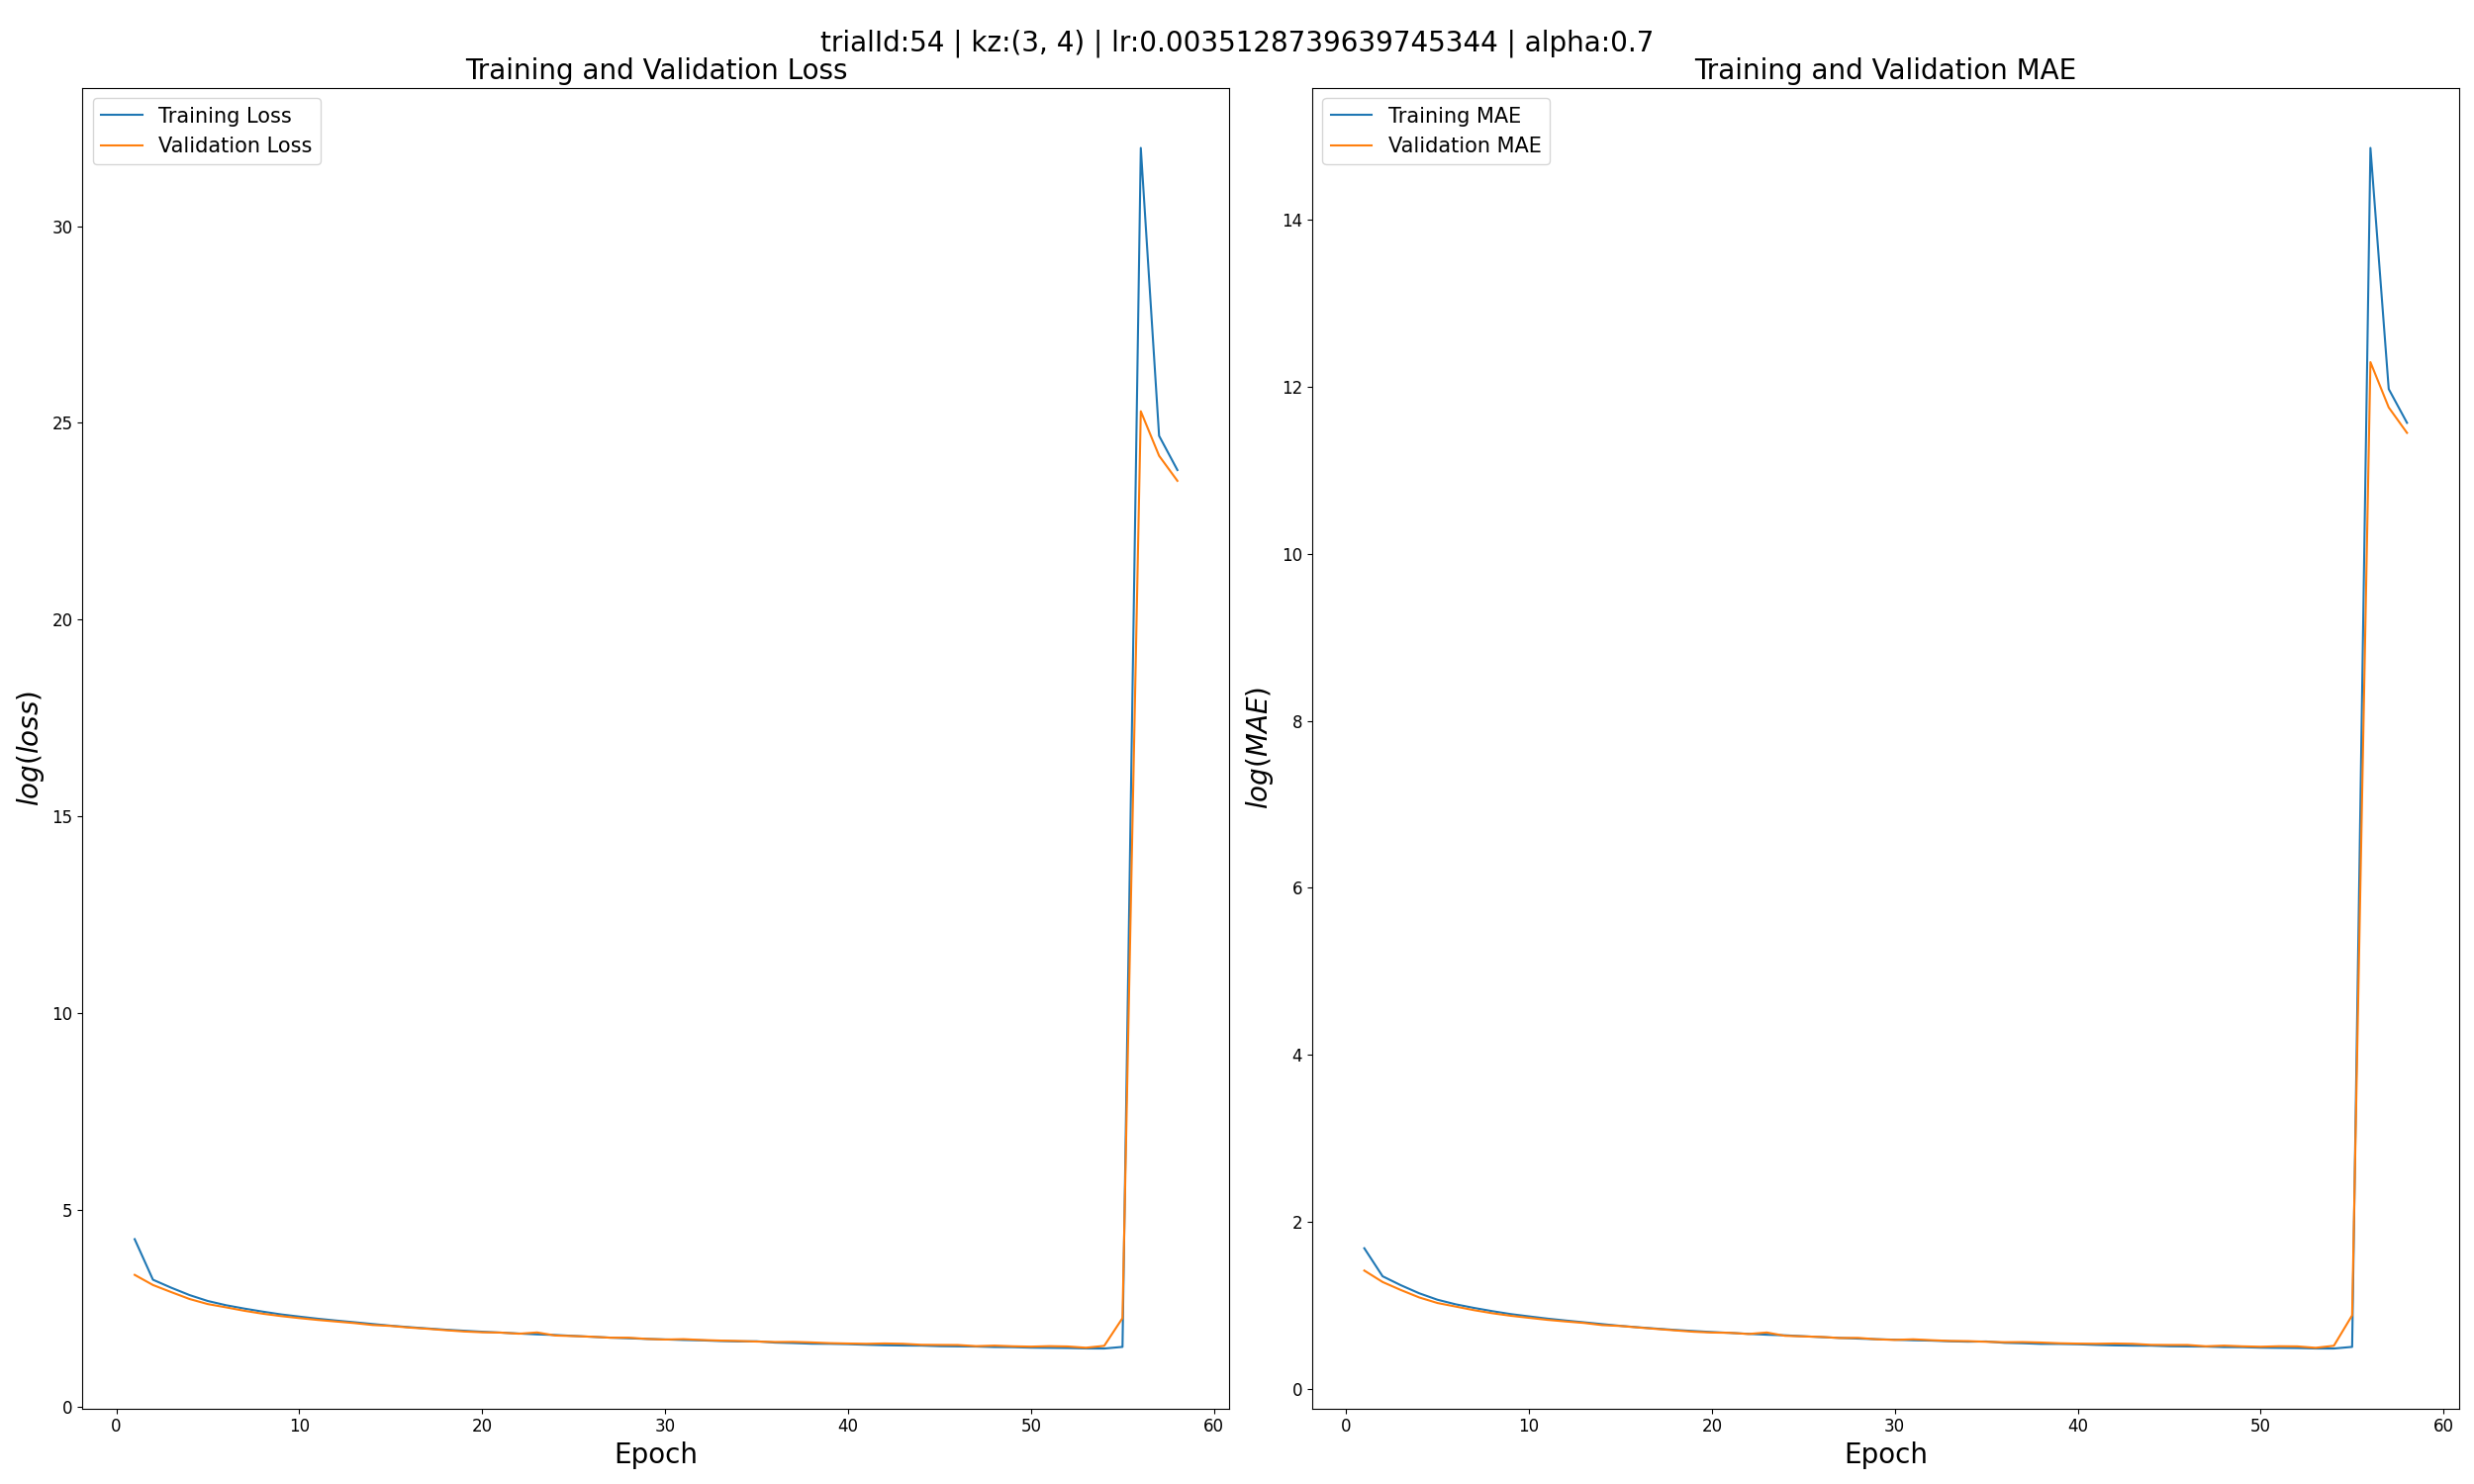 trialId:54 | kz:(3, 4) | lr:0.0035128739639745344 | alpha:0.7
Training and Validation Loss
Training Loss
Validation Loss
30
25
20
15
10
5
0
log(loss)
0 10 20 30 40 50 60
Epoch
Training and Validation MAE
Training MAE
Validation MAE
14
12
10
8
6
4
2
0
log(MAE)
0 10 20 30 40 50 60
Epoch